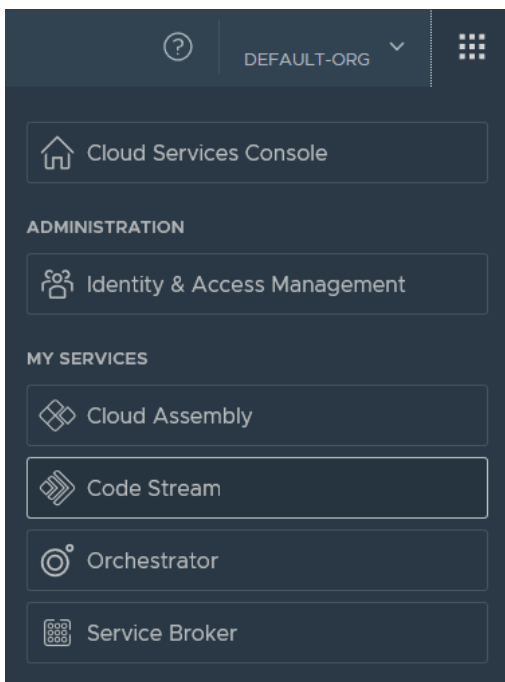 ?
DEFAULT-ORG
Cloud Services Console
ADMINISTRATION
Identity & Access Management
MY SERVICES
Cloud Assembly
Code Stream
Orchestrator
Service Broker